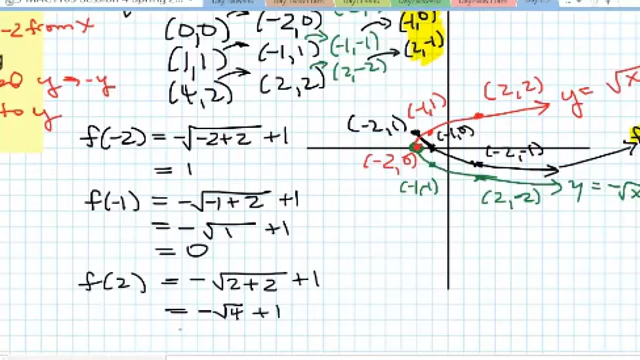 -2 from x
y → -y
to y
(0,0) (-2,0)
(-1,0)
(1,1) (-1,1) (-1,-1) (2,-1)
(4,2) (2,2) (2,-2)
f(-2) = -√(-2+2) + 1
= 1
f(-1) = -√(-1+2) + 1
= -√1 + 1
= 0
f(2) = -√(2+2) + 1
= -√4 + 1
(-1,1) (2,2) y = √x
(-2,1) (-1,0)
(-2,0) (-2,-1)
(-1,-1) (2,-2) y = -√x